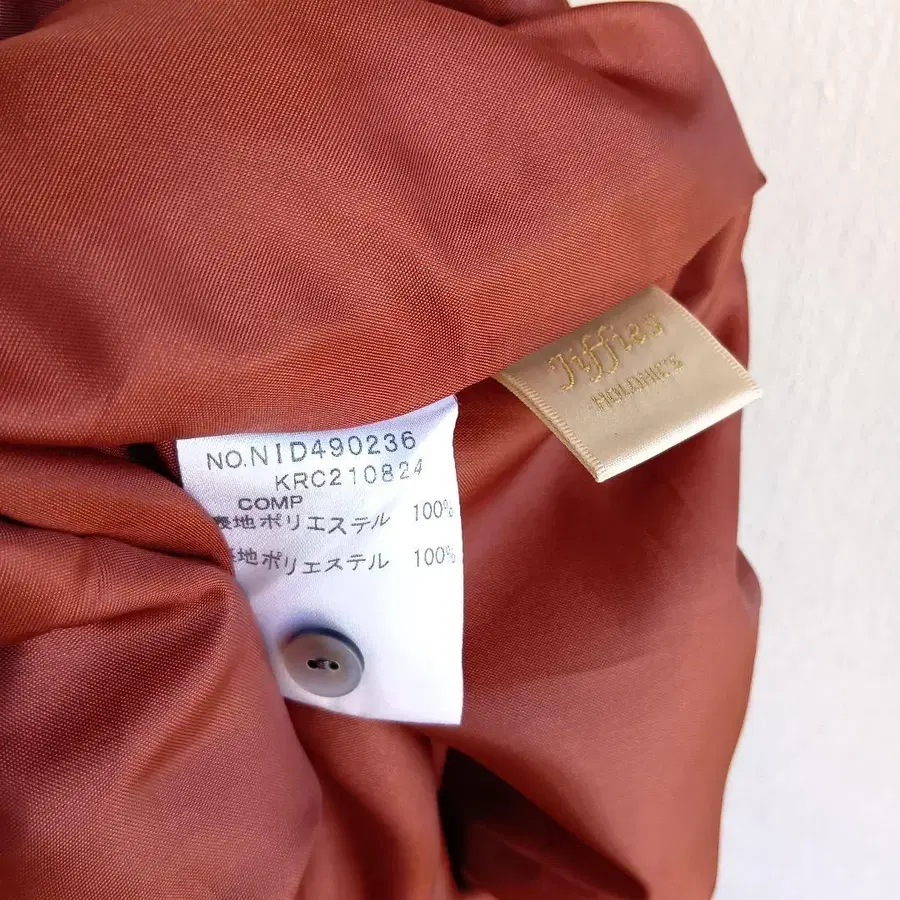 NO.NID490236
KRC210824
COMP
表地ポリエステル 100%
裏地ポリエステル 100%
Jiffies